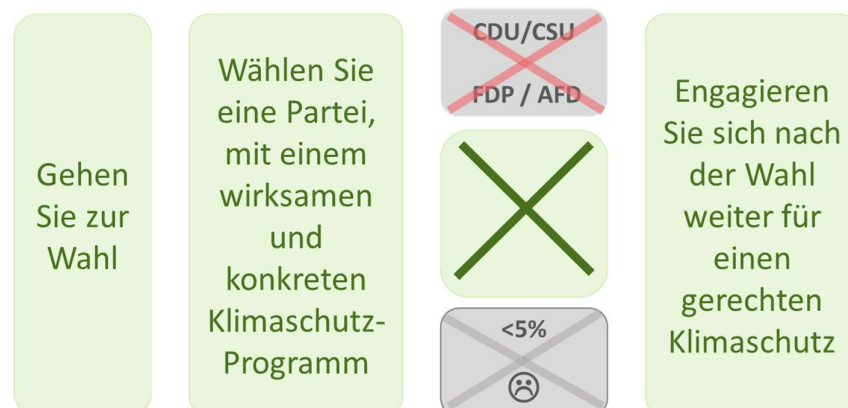 Gehen
Sie zur
Wahl
Wählen Sie
eine Partei,
mit einem
wirksamen
und
konkreten
Klimaschutz-
Programm
CDU/CSU
FDP / AFD
<5%
Engagieren
Sie sich nach
der Wahl
weiter für
einen
gerechten
Klimaschutz